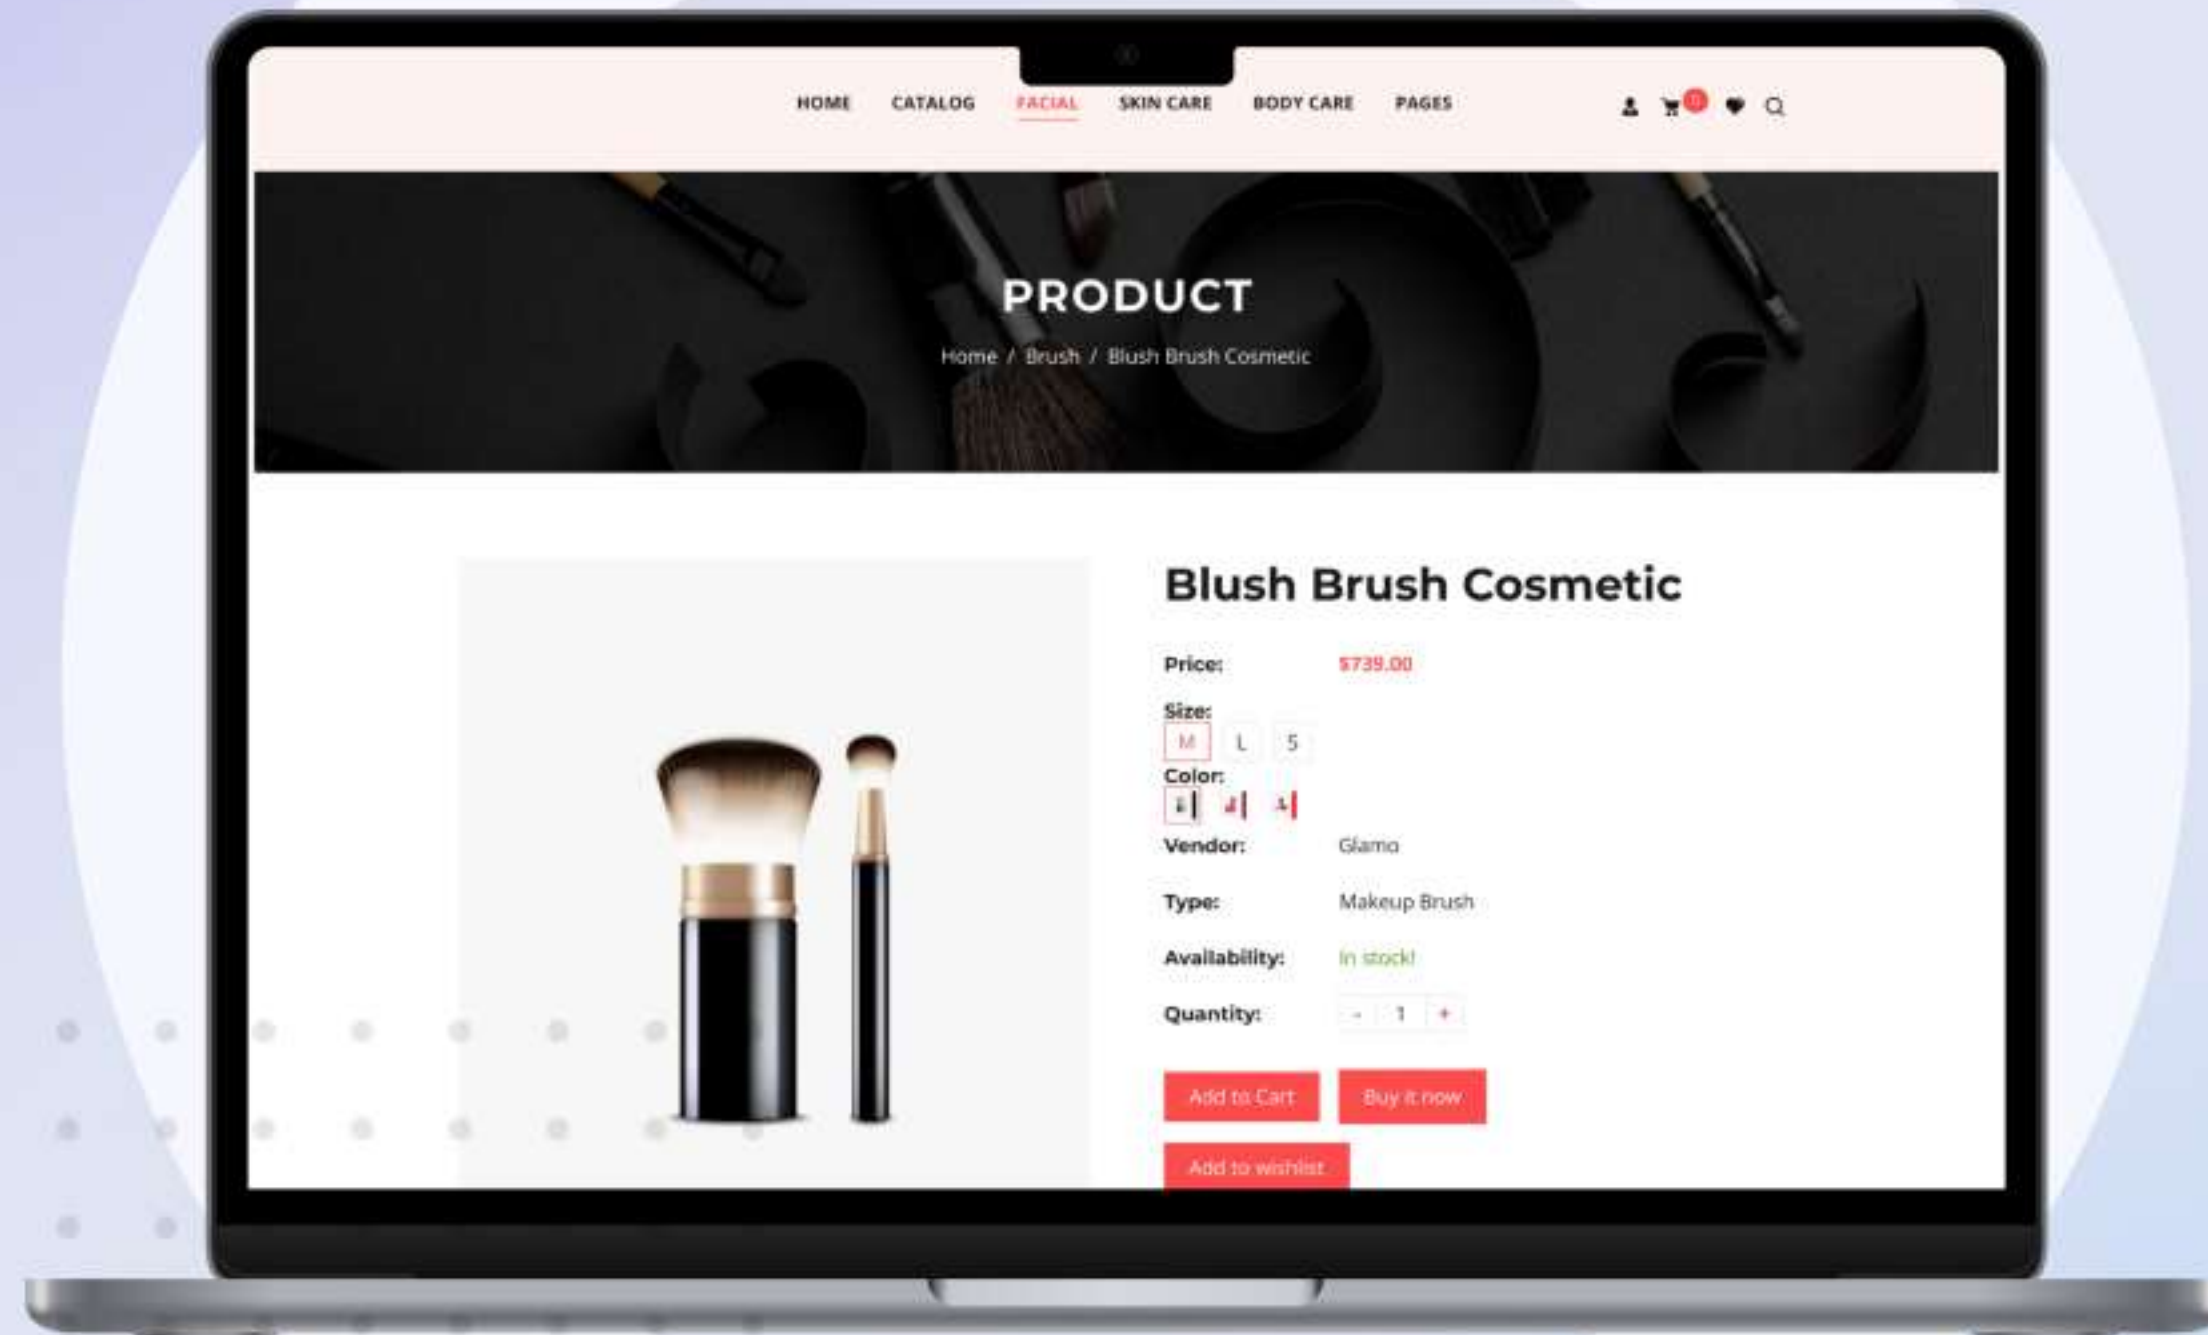 HOME CATALOG FACIAL SKIN CARE BODY CARE PAGES
PRODUCT
Home / Brush / Blush Brush Cosmetic
Blush Brush Cosmetic
Price: $739.00
Size:
M L S
Color:
Vendor: Glamo
Type: Makeup Brush
Availability: In stock!
Quantity: - 1 +
Add to Cart Buy it now
Add to wishlist